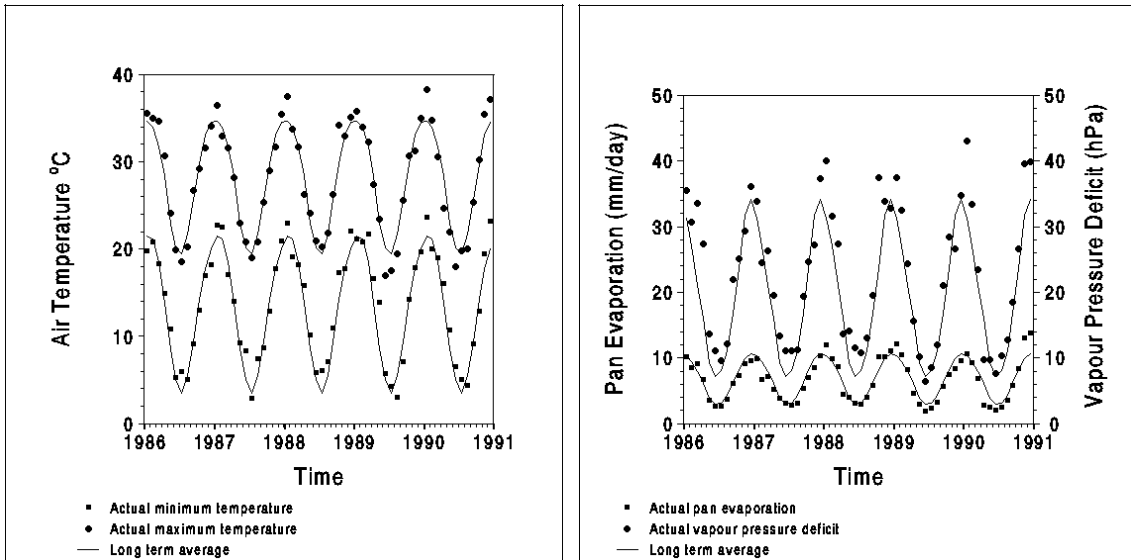 40
30
20
10
0
Air Temperature °C
1986 1987 1988 1989 1990 1991
Time
Actual minimum temperature
Actual maximum temperature
Long term average
50
40
30
20
10
0
Pan Evaporation (mm/day)
50
40
30
20
10
0
Vapour Pressure Deficit (hPa)
1986 1987 1988 1989 1990 1991
Time
Actual pan evaporation
Actual vapour pressure deficit
Long term average